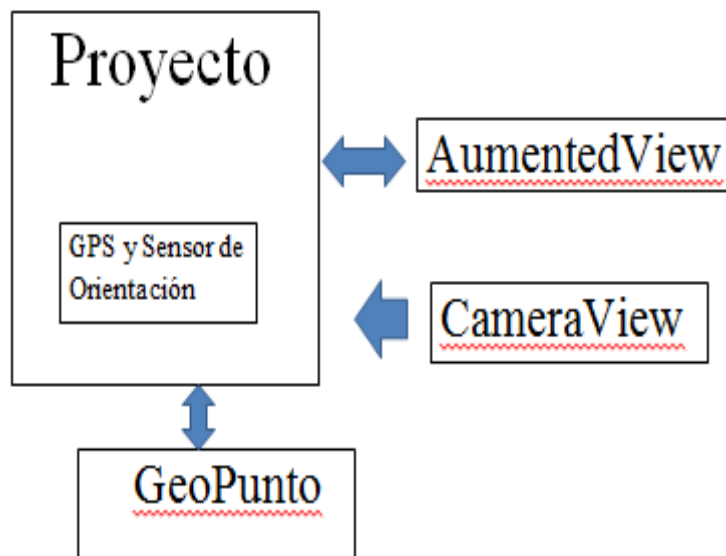 Proyecto
GPS y Sensor de
Orientación
AumentedView
CameraView
GeoPunto